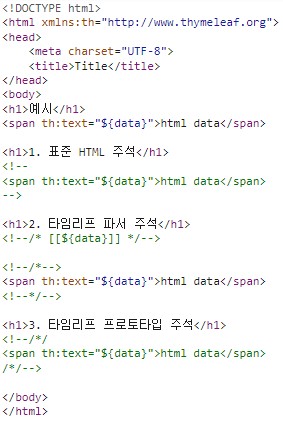 <!DOCTYPE html>
<html xmlns:th="http://www.thymeleaf.org">
<head>
    <meta charset="UTF-8">
    <title>Title</title>
</head>
<body>
<h1>예시</h1>
<span th:text="${data}">html data</span>

<h1>1. 표준 HTML 주석</h1>
<!--
<span th:text="${data}">html data</span>
-->

<h1>2. 타임리프 파서 주석</h1>
<!--/* [[${data}]] */-->

<!--/*-->
<span th:text="${data}">html data</span>
<!--*/-->

<h1>3. 타임리프 프로토타입 주석</h1>
<!--/*/
<span th:text="${data}">html data</span>
/*/-->

</body>
</html>